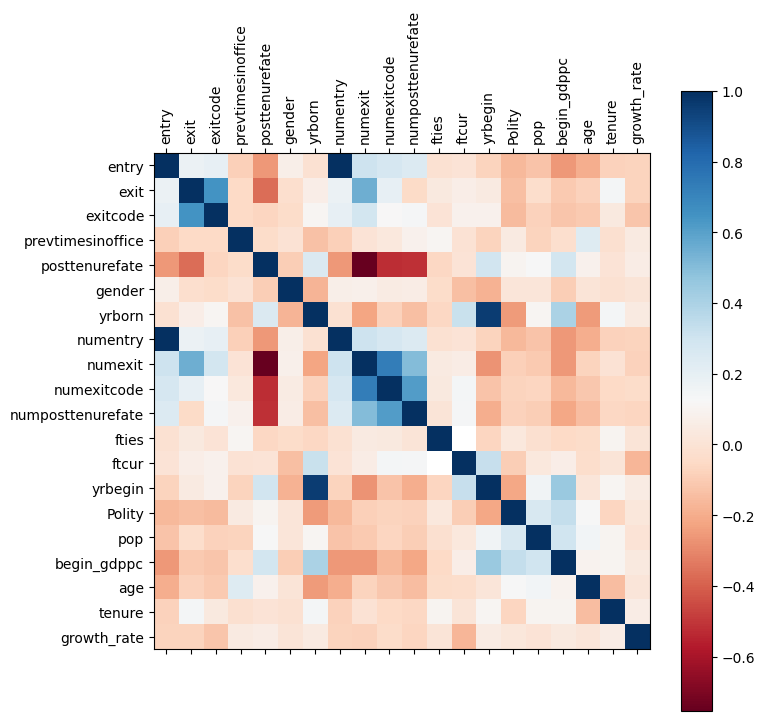 entry
exit
exitcode
prevtimesinoffice
posttenurefate
gender
yrborn
numentry
numexit
numexitcode
numposttenurefate
fties
ftcur
yrbegin
Polity
pop
begin_gdppc
age
tenure
growth_rate
entry
exit
exitcode
prevtimesinoffice
posttenurefate
gender
yrborn
numentry
numexit
numexitcode
numposttenurefate
fties
ftcur
yrbegin
Polity
pop
begin_gdppc
age
tenure
growth_rate
1.0
0.8
0.6
0.4
0.2
0.0
−0.2
−0.4
−0.6